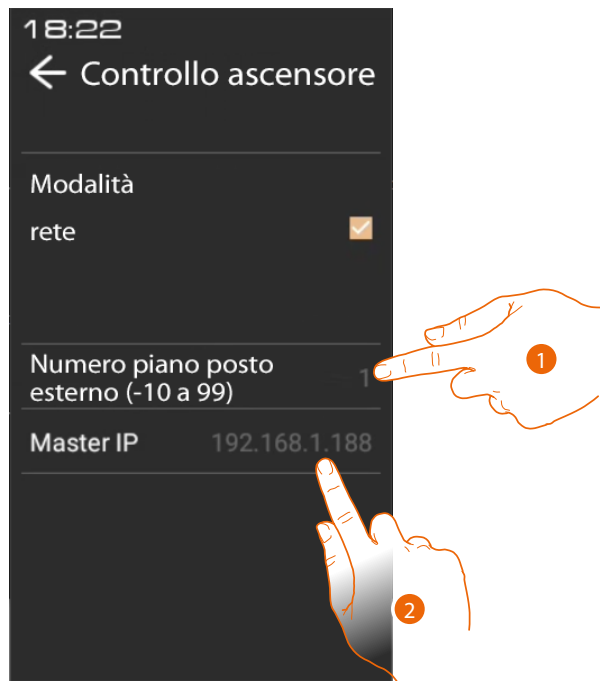 18:22
Controllo ascensore
Modalità
rete
Numero piano posto
esterno (-10 a 99)
1
Master IP 192.168.1.188
1
2